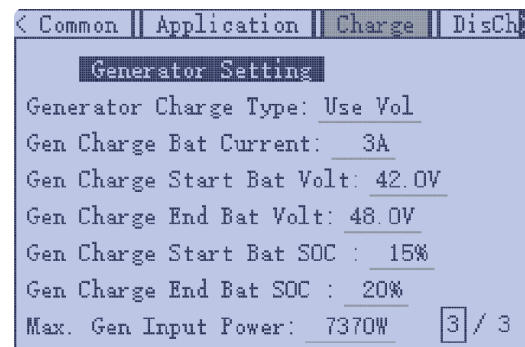 < Common Application Charge DisCh
Generator Setting
Generator Charge Type: Use Vol
Gen Charge Bat Current: 3A
Gen Charge Start Bat Volt: 42.0V
Gen Charge End Bat Volt: 48.0V
Gen Charge Start Bat SOC : 15%
Gen Charge End Bat SOC : 20%
Max. Gen Input Power: 7370W 3 / 3